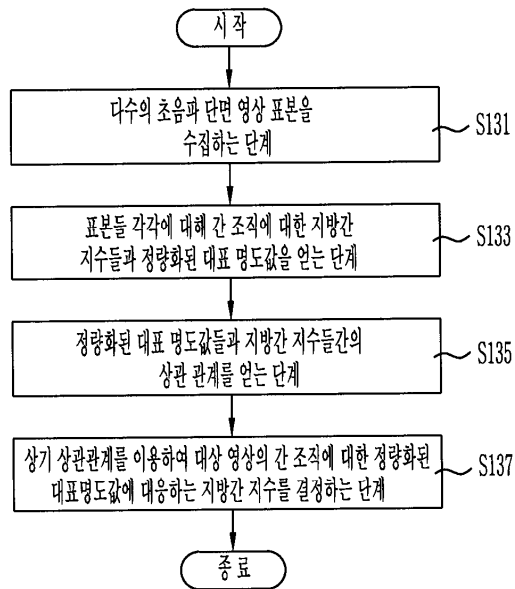 시작
다수의 초음파 단면 영상 표본을
수집하는 단계
S131
표본들 각각에 대해 간 조직에 대한 지방간
지수들과 정량화된 대표 명도값을 얻는 단계
S133
정량화된 대표 명도값들과 지방간 지수들간의
상관 관계를 얻는 단계
S135
상기 상관관계를 이용하여 대상 영상의 간 조직에 대한 정량화된
대표명도값에 대응하는 지방간 지수를 결정하는 단계
S137
종료